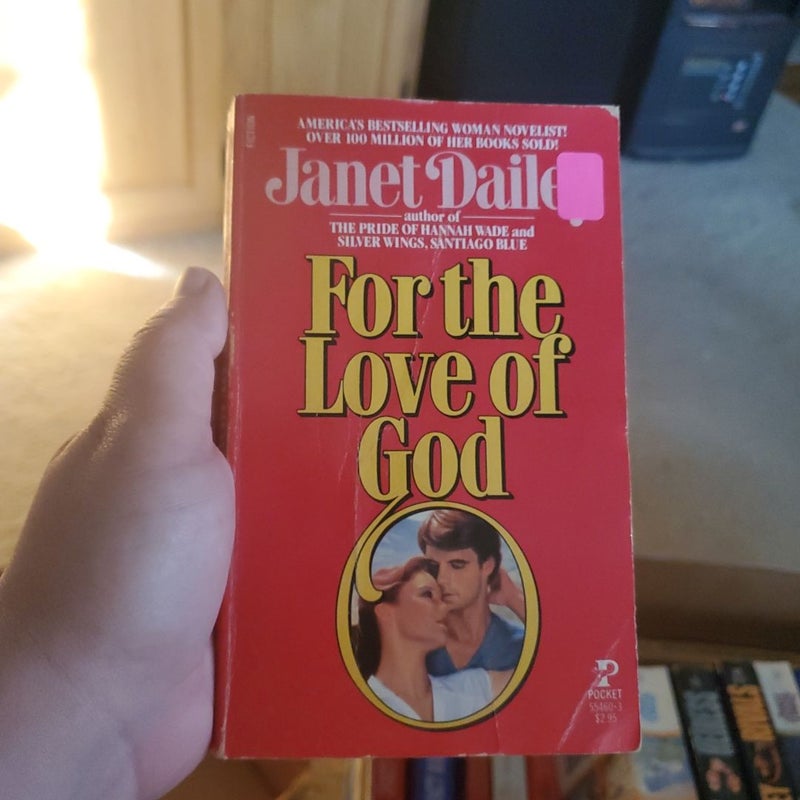 FICTION
AMERICA'S BESTSELLING WOMAN NOVELIST!
OVER 100 MILLION OF HER BOOKS SOLD!
Janet Daile
author of
THE PRIDE OF HANNAH WADE and
SILVER WINGS, SANTIAGO BLUE
For the
Love of
God
P
POCKET
55460-3
$2.95